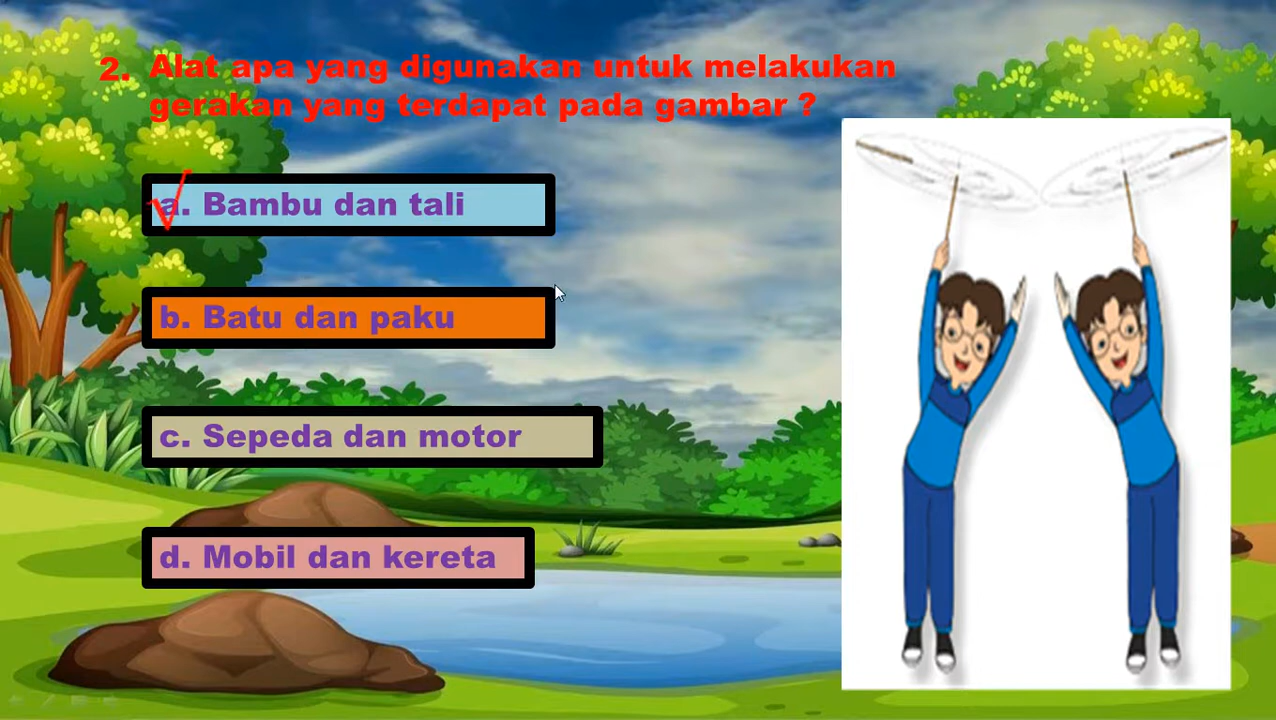 2. Alat apa yang digunakan untuk melakukan
gerakan yang terdapat pada gambar ?
a. Bambu dan tali
b. Batu dan paku
c. Sepeda dan motor
d. Mobil dan kereta